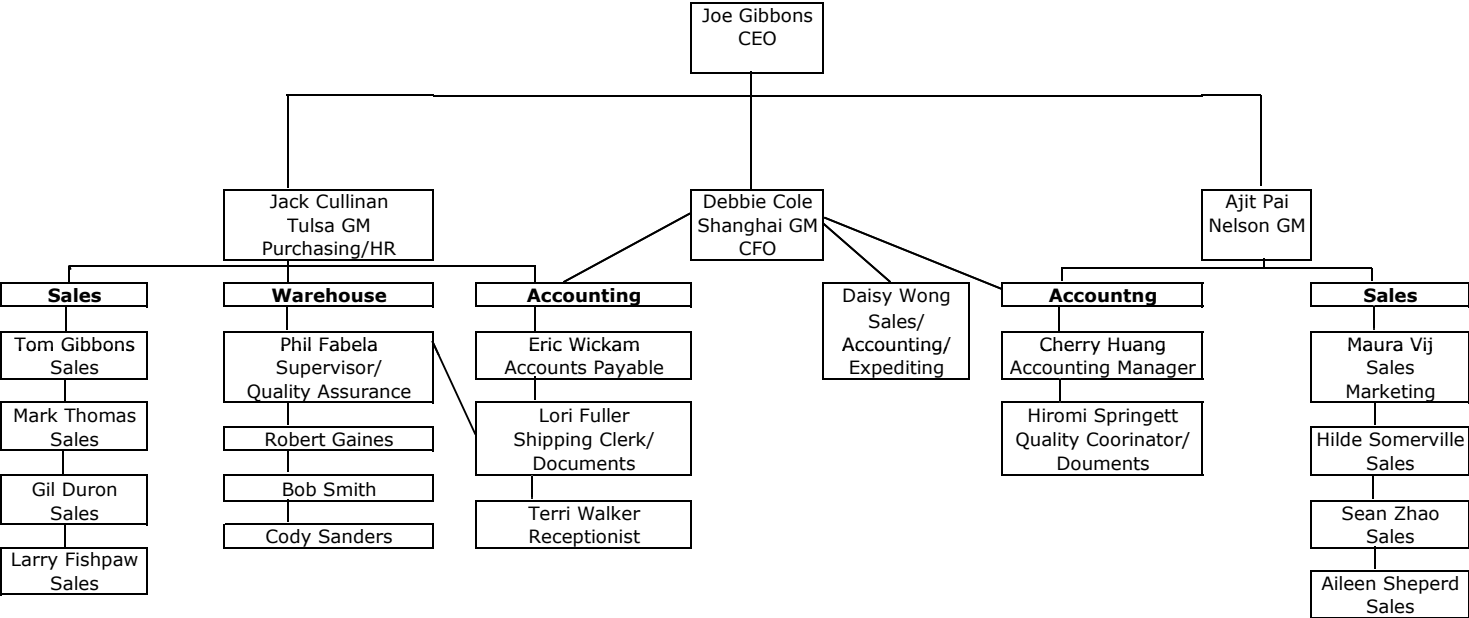 Joe Gibbons
CEO
Jack Cullinan
Tulsa GM
Purchasing/HR
Debbie Cole
Shanghai GM
CFO
Ajit Pai
Nelson GM
Sales
Tom Gibbons
Sales
Mark Thomas
Sales
Gil Duron
Sales
Larry Fishpaw
Sales
Warehouse
Phil Fabela
Supervisor/
Quality Assurance
Robert Gaines
Bob Smith
Cody Sanders
Accounting
Eric Wickam
Accounts Payable
Lori Fuller
Shipping Clerk/
Documents
Terri Walker
Receptionist
Daisy Wong
Sales/
Accounting/
Expediting
Accountng
Cherry Huang
Accounting Manager
Hiromi Springett
Quality Coorinator/
Douments
Sales
Maura Vij
Sales
Marketing
Hilde Somerville
Sales
Sean Zhao
Sales
Aileen Sheperd
Sales